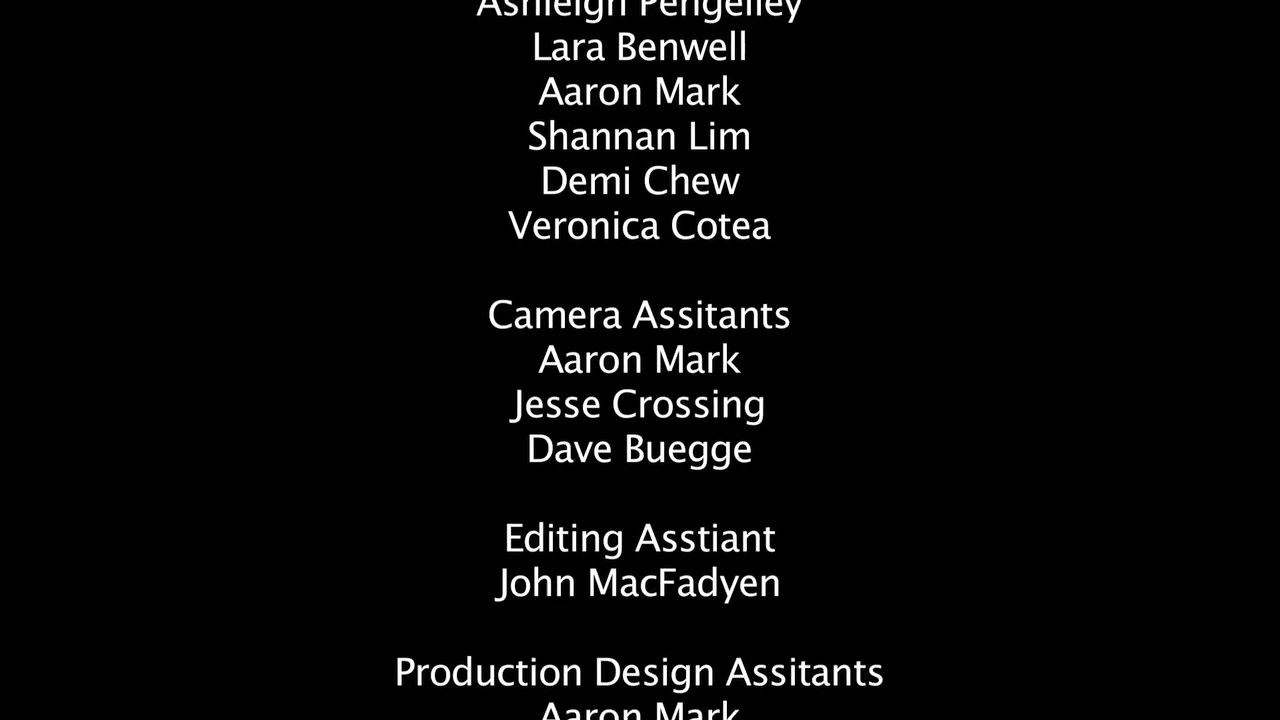 Ashleigh Pengelley
Lara Benwell
Aaron Mark
Shannan Lim
Demi Chew
Veronica Cotea
Camera Assitants
Aaron Mark
Jesse Crossing
Dave Buegge
Editing Asstiant
John MacFadyen
Production Design Assitants
Aaron Mark